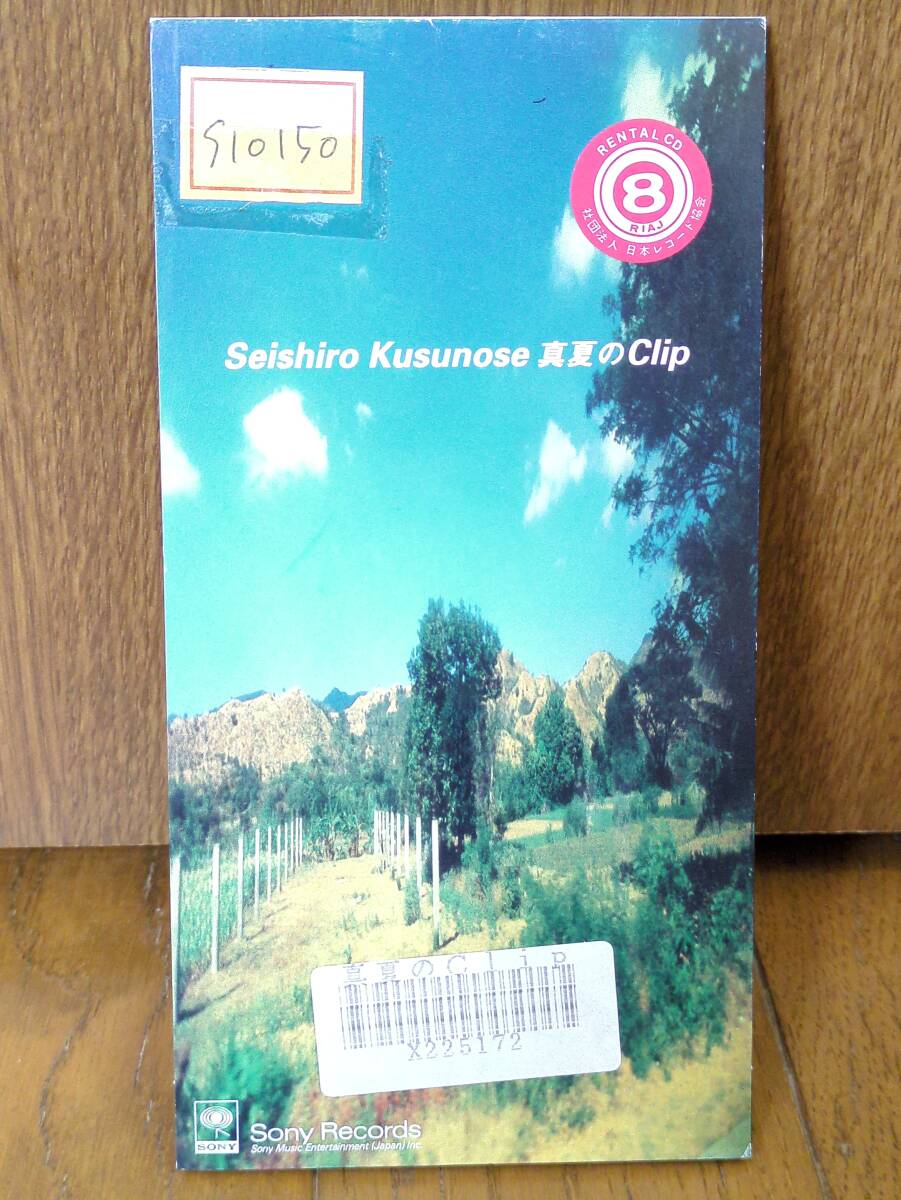 S10150
RENTAL CD
8
RIAJ
社団法人 日本レコード協会
Seishiro Kusunose 真夏のClip
真夏のClip
X225172
SONY
Sony Records
Sony Music Entertainment (Japan) Inc.